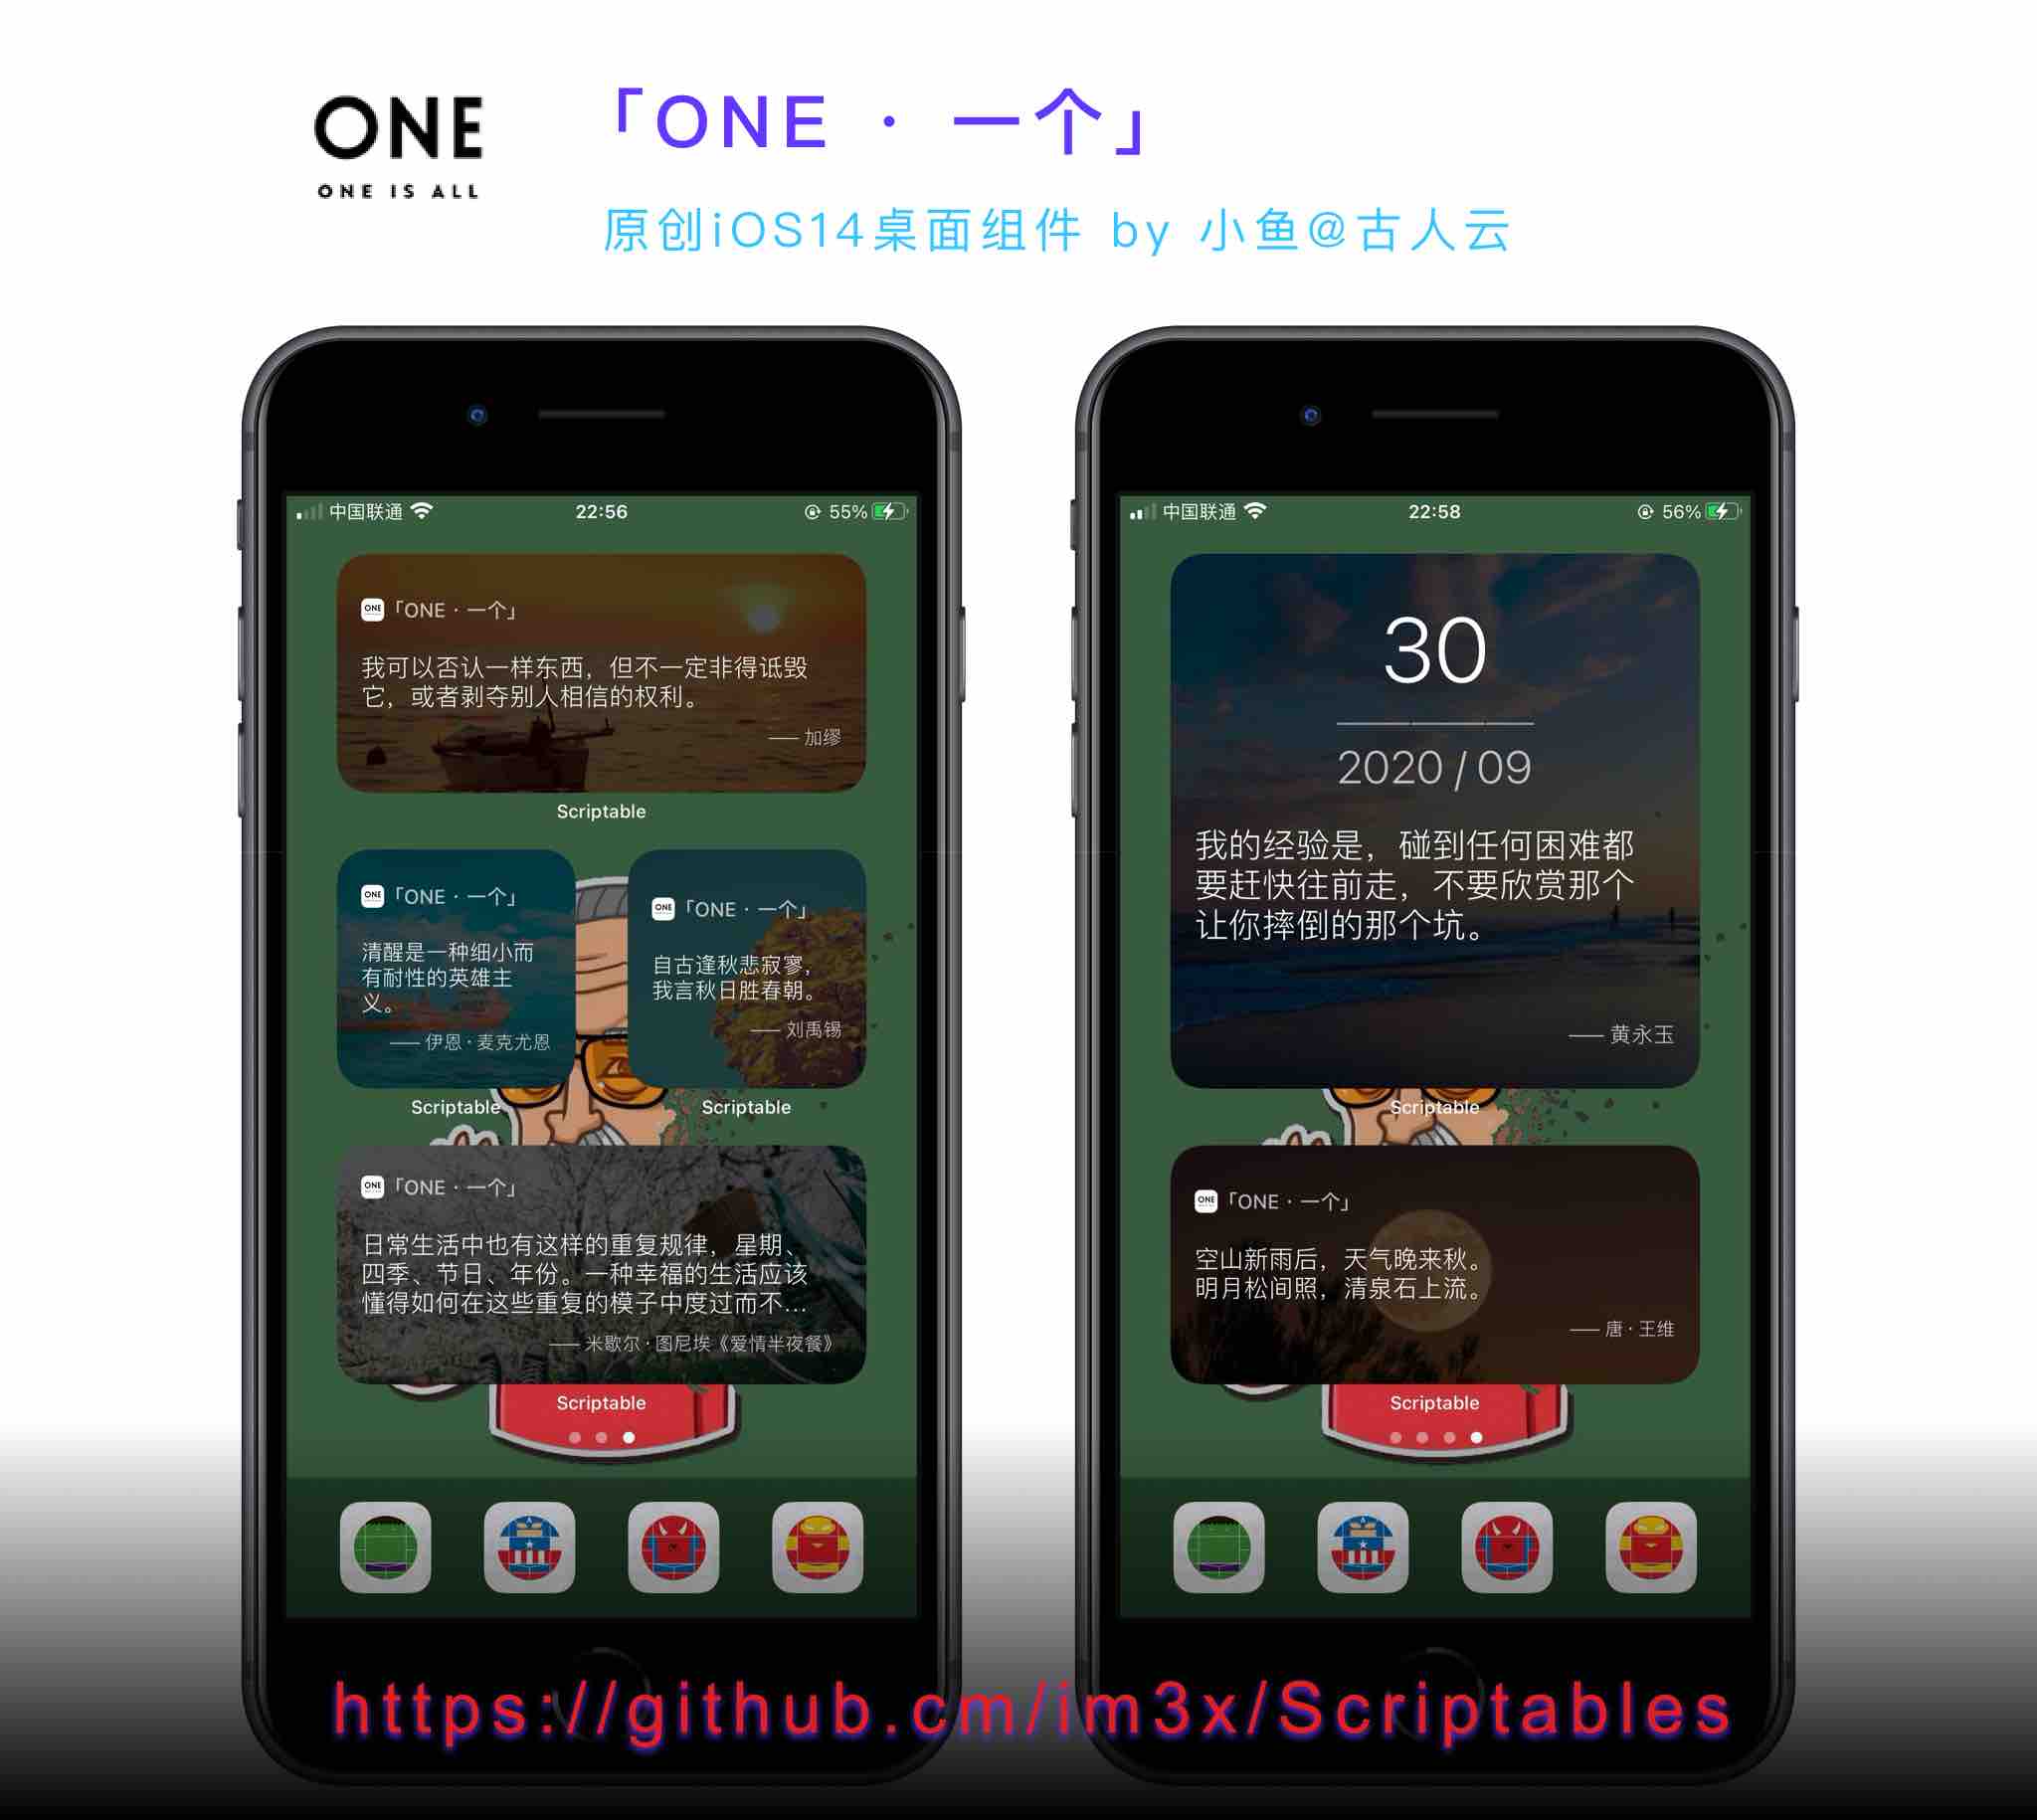 ONE
ONE IS ALL
「ONE · 一个」
原创iOS14桌面组件 by 小鱼@古人云
中国联通
22:56
55%
ONE
「ONE · 一个」
我可以否认一样东西，但不一定非得诋毁
它，或者剥夺别人相信的权利。
—— 加缪
Scriptable
ONE
「ONE · 一个」
清醒是一种细小而
有耐性的英雄主
义。
—— 伊恩·麦克尤恩
Scriptable
ONE
「ONE · 一个」
自古逢秋悲寂寥，
我言秋日胜春朝。
—— 刘禹锡
Scriptable
ONE
「ONE · 一个」
日常生活中也有这样的重复规律，星期、
四季、节日、年份。一种幸福的生活应该
懂得如何在这些重复的模子中度过而不...
—— 米歇尔·图尼埃《爱情半夜餐》
Scriptable
中国联通
22:58
56%
30
2020 / 09
我的经验是，碰到任何困难都
要赶快往前走，不要欣赏那个
让你摔倒的那个坑。
—— 黄永玉
Scriptable
ONE
「ONE · 一个」
空山新雨后，天气晚来秋。
明月松间照，清泉石上流。
—— 唐·王维
Scriptable
https://github.cm/im3x/Scriptables